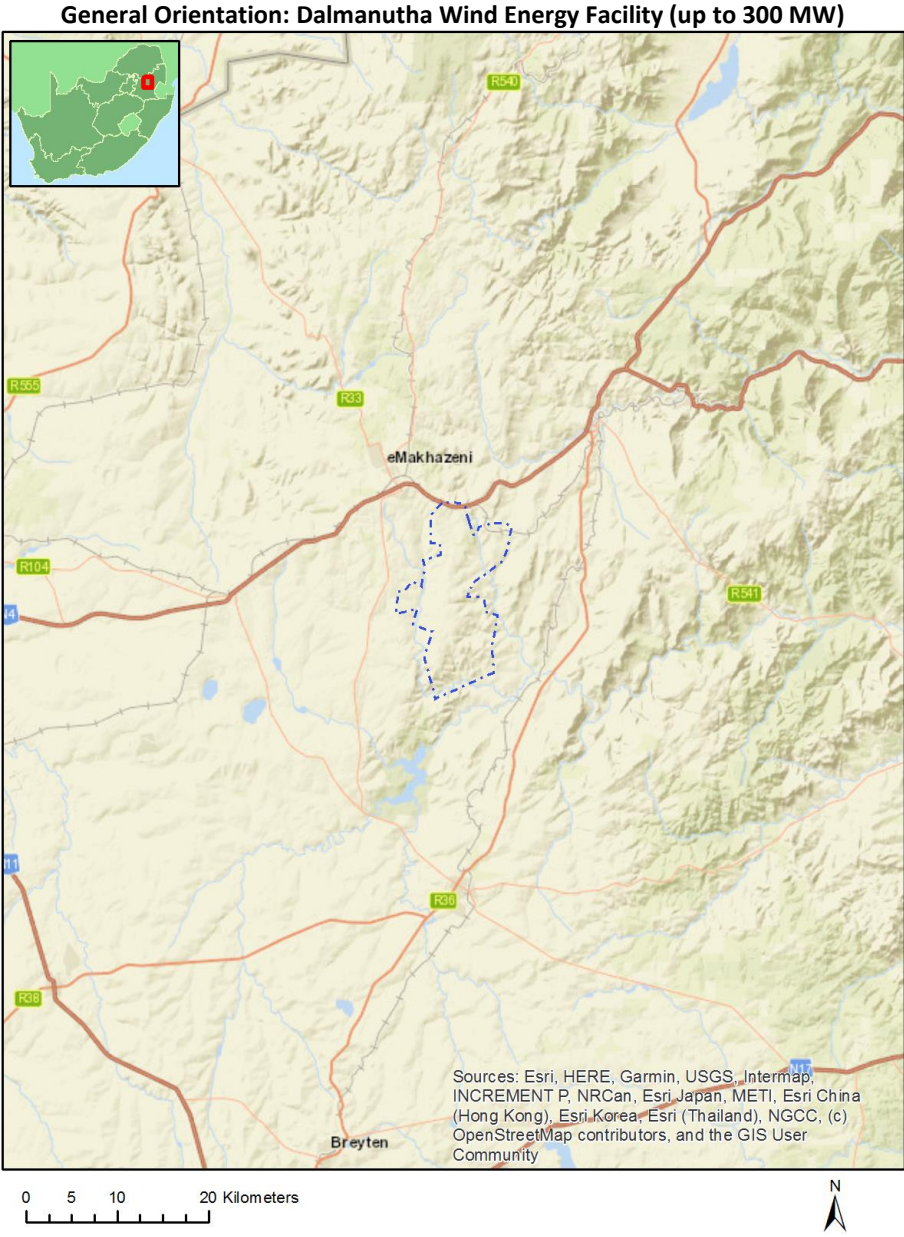 General Orientation: Dalmanutha Wind Energy Facility (up to 300 MW)
R540
R555
R33
eMakhazeni
R104
R541
N4
N11
R36
R38
N17
Sources: Esri, HERE, Garmin, USGS, Intermap,
INCREMENT P, NRCan, Esri Japan, METI, Esri China
(Hong Kong), Esri Korea, Esri (Thailand), NGCC, (c)
OpenStreetMap contributors, and the GIS User
Community
Breyten
0 5 10 20 Kilometers
N